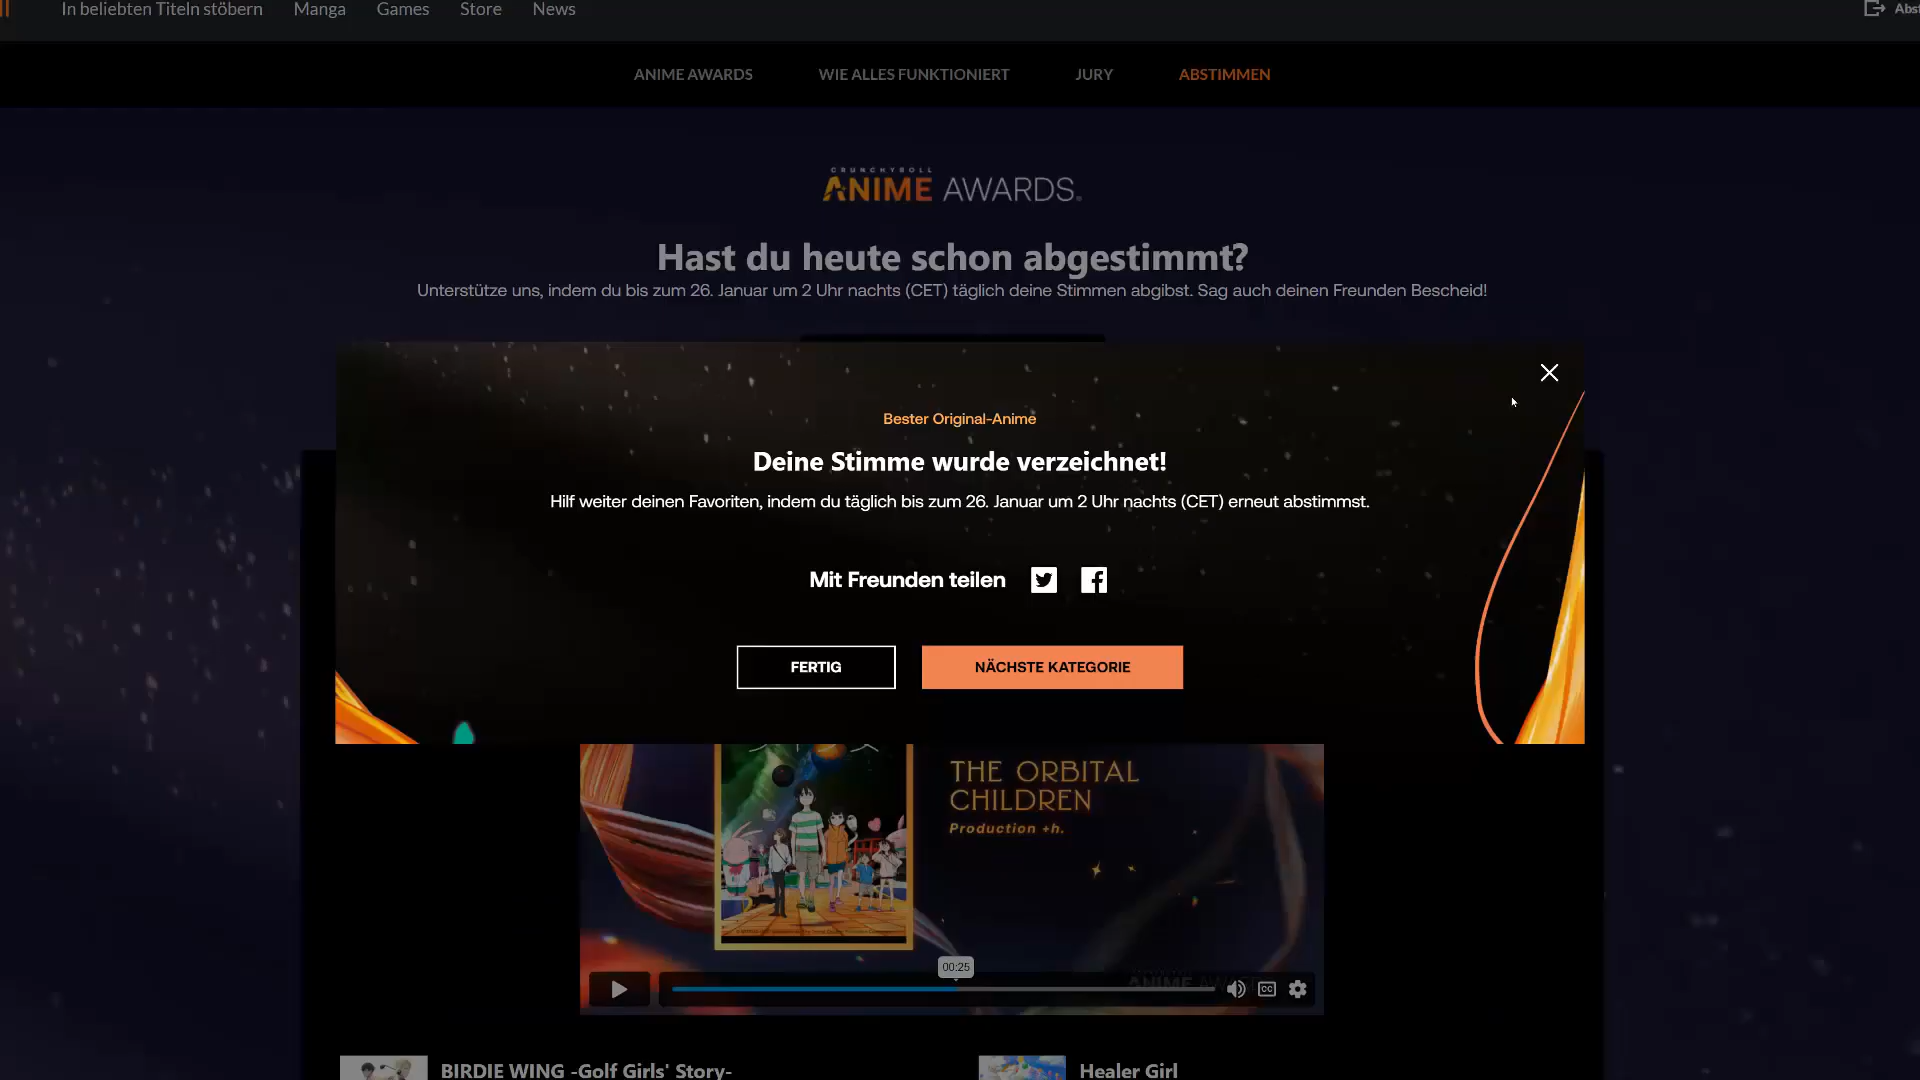 In beliebten Titeln stöbern Manga Games Store News
ANIME AWARDS WIE ALLES FUNKTIONIERT JURY ABSTIMMEN
CRUNCHYROLL
ANIME AWARDS.
Hast du heute schon abgestimmt?
Unterstütze uns, indem du bis zum 26. Januar um 2 Uhr nachts (CET) täglich deine Stimmen abgibst. Sag auch deinen Freunden Bescheid!
Bester Original-Anime
Deine Stimme wurde verzeichnet!
Hilf weiter deinen Favoriten, indem du täglich bis zum 26. Januar um 2 Uhr nachts (CET) erneut abstimmst.
Mit Freunden teilen
FERTIG NÄCHSTE KATEGORIE
THE ORBITAL
CHILDREN
Production +h.
00:25
ANIME
CC
BIRDIE WING -Golf Girls' Story- Healer Girl